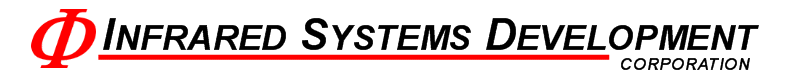 Φ INFRARED SYSTEMS DEVELOPMENT
CORPORATION